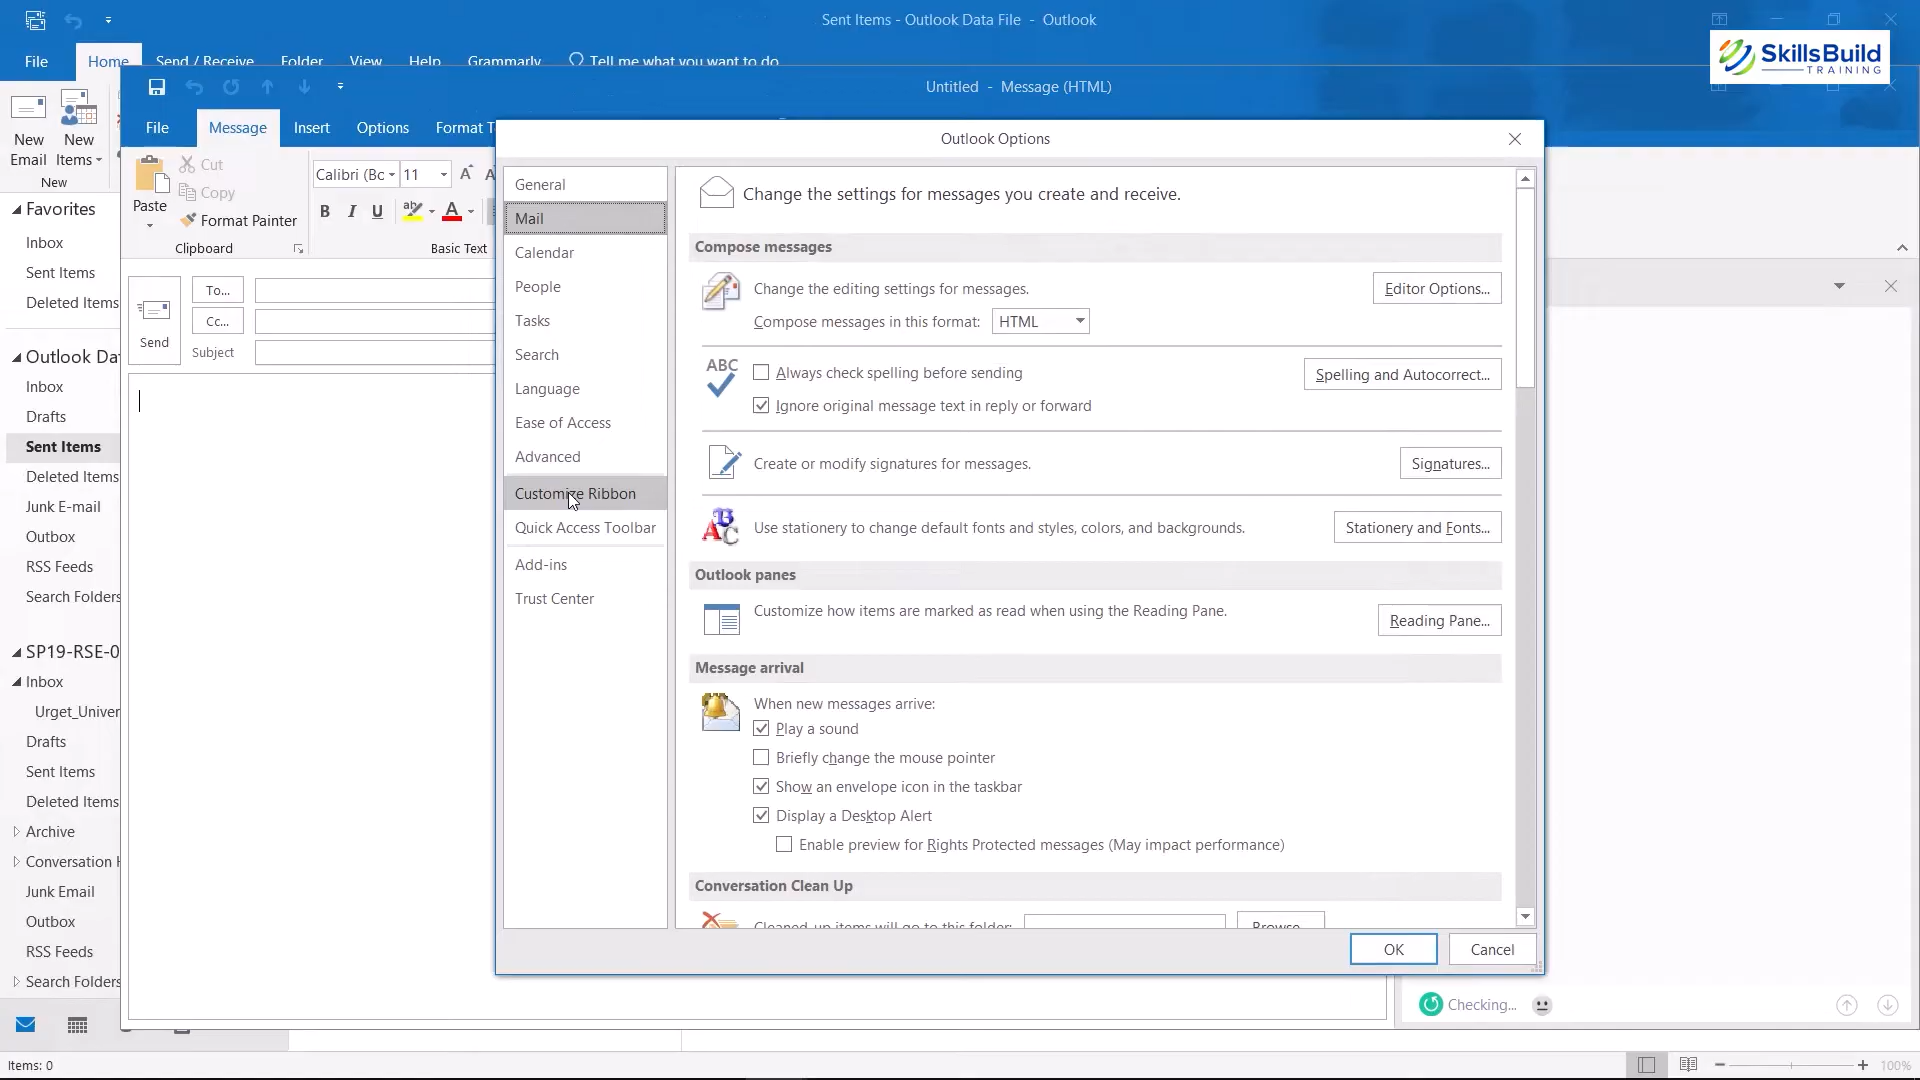 Sent Items - Outlook Data File - Outlook
File Home Send / Receive Folder View Help Grammarly Tell me what you want to do
SkillsBuild
TRAINING
Untitled - Message (HTML)
New Email
New Items
New
File Message Insert Options Format T
Paste
Cut
Copy
Format Painter
Clipboard
Calibri (Bc 11
B I U
Basic Text
Send
To...
Cc...
Subject
Favorites
Inbox
Sent Items
Deleted Items
Outlook Da
Inbox
Drafts
Sent Items
Deleted Items
Junk E-mail
Outbox
RSS Feeds
Search Folders
SP19-RSE-0
Inbox
Urget_Univer
Drafts
Sent Items
Deleted Items
Archive
Conversation H
Junk Email
Outbox
RSS Feeds
Search Folders
Items: 0
Outlook Options
General
Mail
Calendar
People
Tasks
Search
Language
Ease of Access
Advanced
Customize Ribbon
Quick Access Toolbar
Add-ins
Trust Center
Change the settings for messages you create and receive.
Compose messages
Change the editing settings for messages.
Editor Options...
Compose messages in this format: HTML
ABC
Always check spelling before sending
Spelling and Autocorrect...
Ignore original message text in reply or forward
Create or modify signatures for messages.
Signatures...
Use stationery to change default fonts and styles, colors, and backgrounds.
Stationery and Fonts...
Outlook panes
Customize how items are marked as read when using the Reading Pane.
Reading Pane...
Message arrival
When new messages arrive:
Play a sound
Briefly change the mouse pointer
Show an envelope icon in the taskbar
Display a Desktop Alert
Enable preview for Rights Protected messages (May impact performance)
Conversation Clean Up
Cleaned-up items will go to this folder:
Browse
OK
Cancel
Checking...
100%